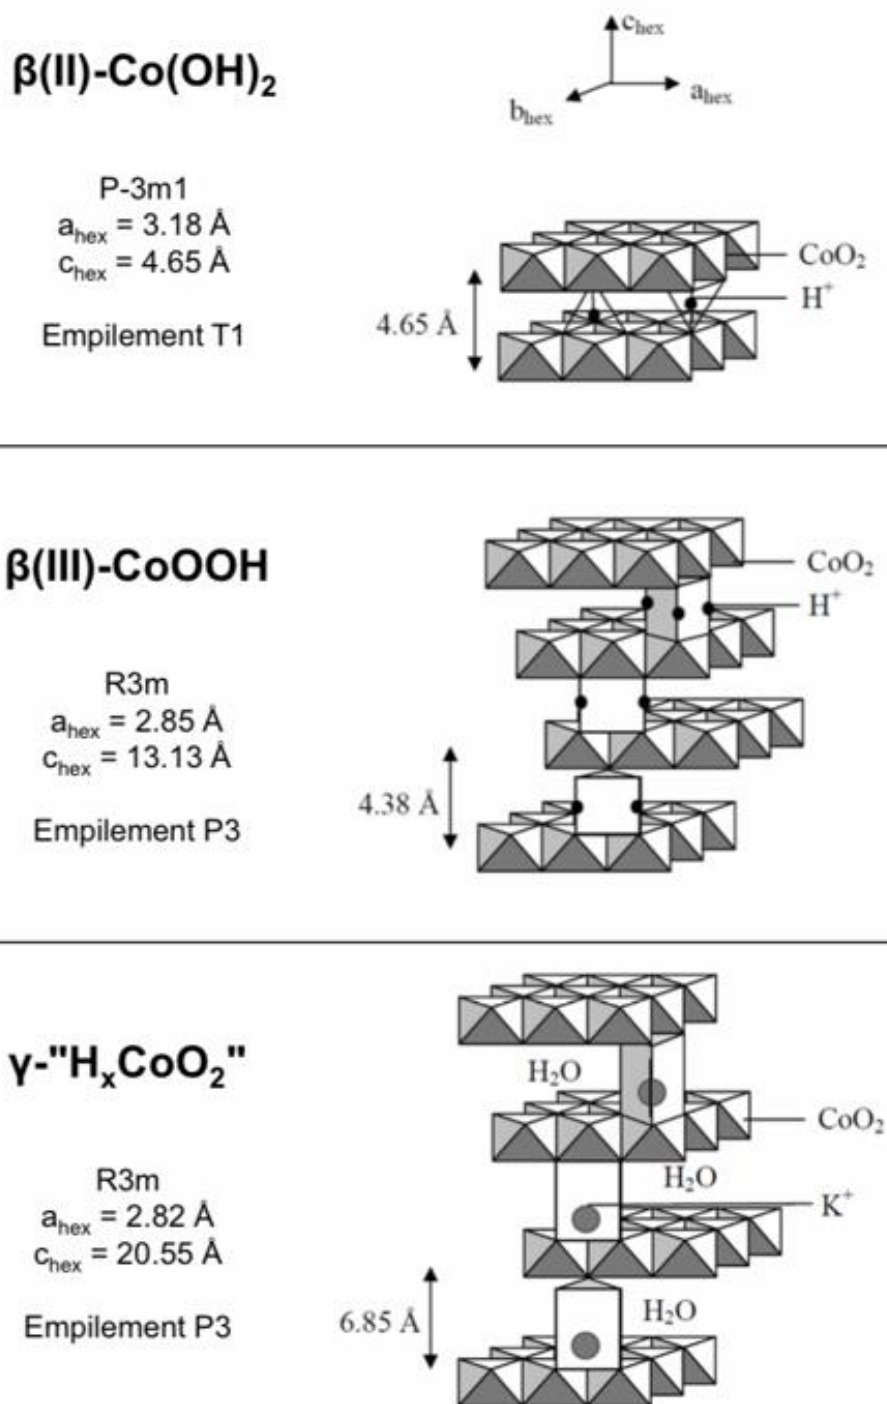 β(II)-Co(OH)₂
c_hex
a_hex
b_hex
P-3m1
a_hex = 3.18 Å
c_hex = 4.65 Å
Empilement T1
4.65 Å
CoO₂
H⁺
β(III)-CoOOH
R3m
a_hex = 2.85 Å
c_hex = 13.13 Å
Empilement P3
4.38 Å
CoO₂
H⁺
γ-"HₓCoO₂"
R3m
a_hex = 2.82 Å
c_hex = 20.55 Å
Empilement P3
H₂O
CoO₂
H₂O
K⁺
H₂O
6.85 Å